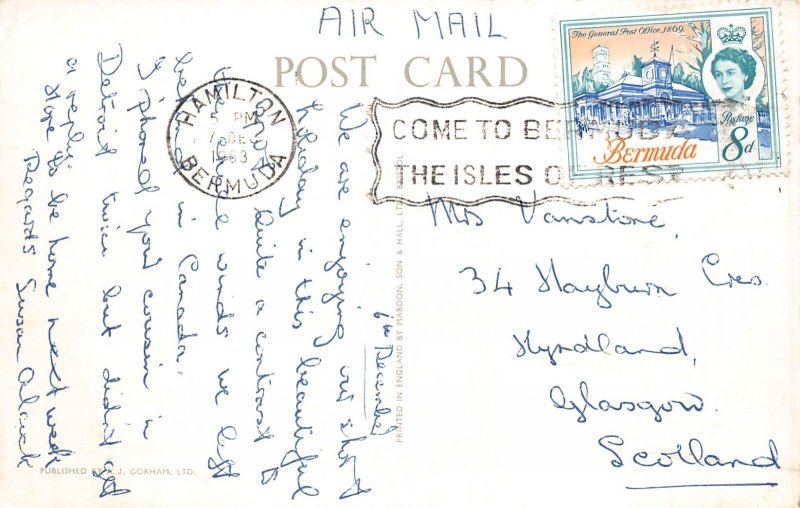 AIR MAIL
POST CARD
The General Post Office, 1869
Postage
8d
Bermuda
HAMILTON
5 PM
7 DE
1963
BERMUDA
COME TO BERMUDA
THE ISLES OF REST
6th December
We are enjoying our short
holiday in this beautiful
spot. Quite a contrast to
the cold winds we left
behind in Canada.
I phoned your cousin in
Detroit twice but didn't get
a reply.
Hope to be home next week
Regards Susan
Mrs Vanstone,
34 Hayburn Cres.
Hyndland,
Glasgow.
Scotland
PRINTED IN ENGLAND BY MARDON, SON & HALL, LTD., BRISTOL
PUBLISHED BY J. GORHAM, LTD.